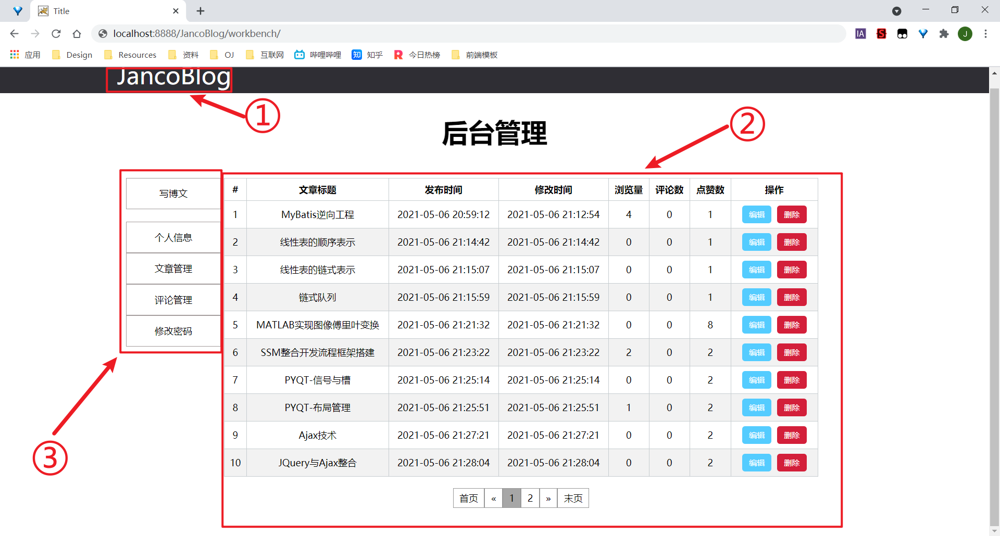 Title
localhost:8888/JancoBlog/workbench/
IA S J
应用 Design Resources 资料 OJ 互联网 哔哩哔哩 知 知乎 R 今日热榜 前端模板
JancoBlog
①
②
后台管理
写博文
个人信息
文章管理
评论管理
修改密码
③
# 文章标题 发布时间 修改时间 浏览量 评论数 点赞数 操作
1 MyBatis逆向工程 2021-05-06 20:59:12 2021-05-06 21:12:54 4 0 1 编辑 删除
2 线性表的顺序表示 2021-05-06 21:14:42 2021-05-06 21:14:42 0 0 1 编辑 删除
3 线性表的链式表示 2021-05-06 21:15:07 2021-05-06 21:15:07 0 0 1 编辑 删除
4 链式队列 2021-05-06 21:15:59 2021-05-06 21:15:59 0 0 1 编辑 删除
5 MATLAB实现图像傅里叶变换 2021-05-06 21:21:32 2021-05-06 21:21:32 0 0 8 编辑 删除
6 SSM整合开发流程框架搭建 2021-05-06 21:23:22 2021-05-06 21:23:22 2 0 2 编辑 删除
7 PYQT-信号与槽 2021-05-06 21:25:14 2021-05-06 21:25:14 0 0 2 编辑 删除
8 PYQT-布局管理 2021-05-06 21:25:51 2021-05-06 21:25:51 1 0 2 编辑 删除
9 Ajax技术 2021-05-06 21:27:21 2021-05-06 21:27:21 0 0 2 编辑 删除
10 JQuery与Ajax整合 2021-05-06 21:28:04 2021-05-06 21:28:04 0 0 2 编辑 删除
首页 « 1 2 » 末页